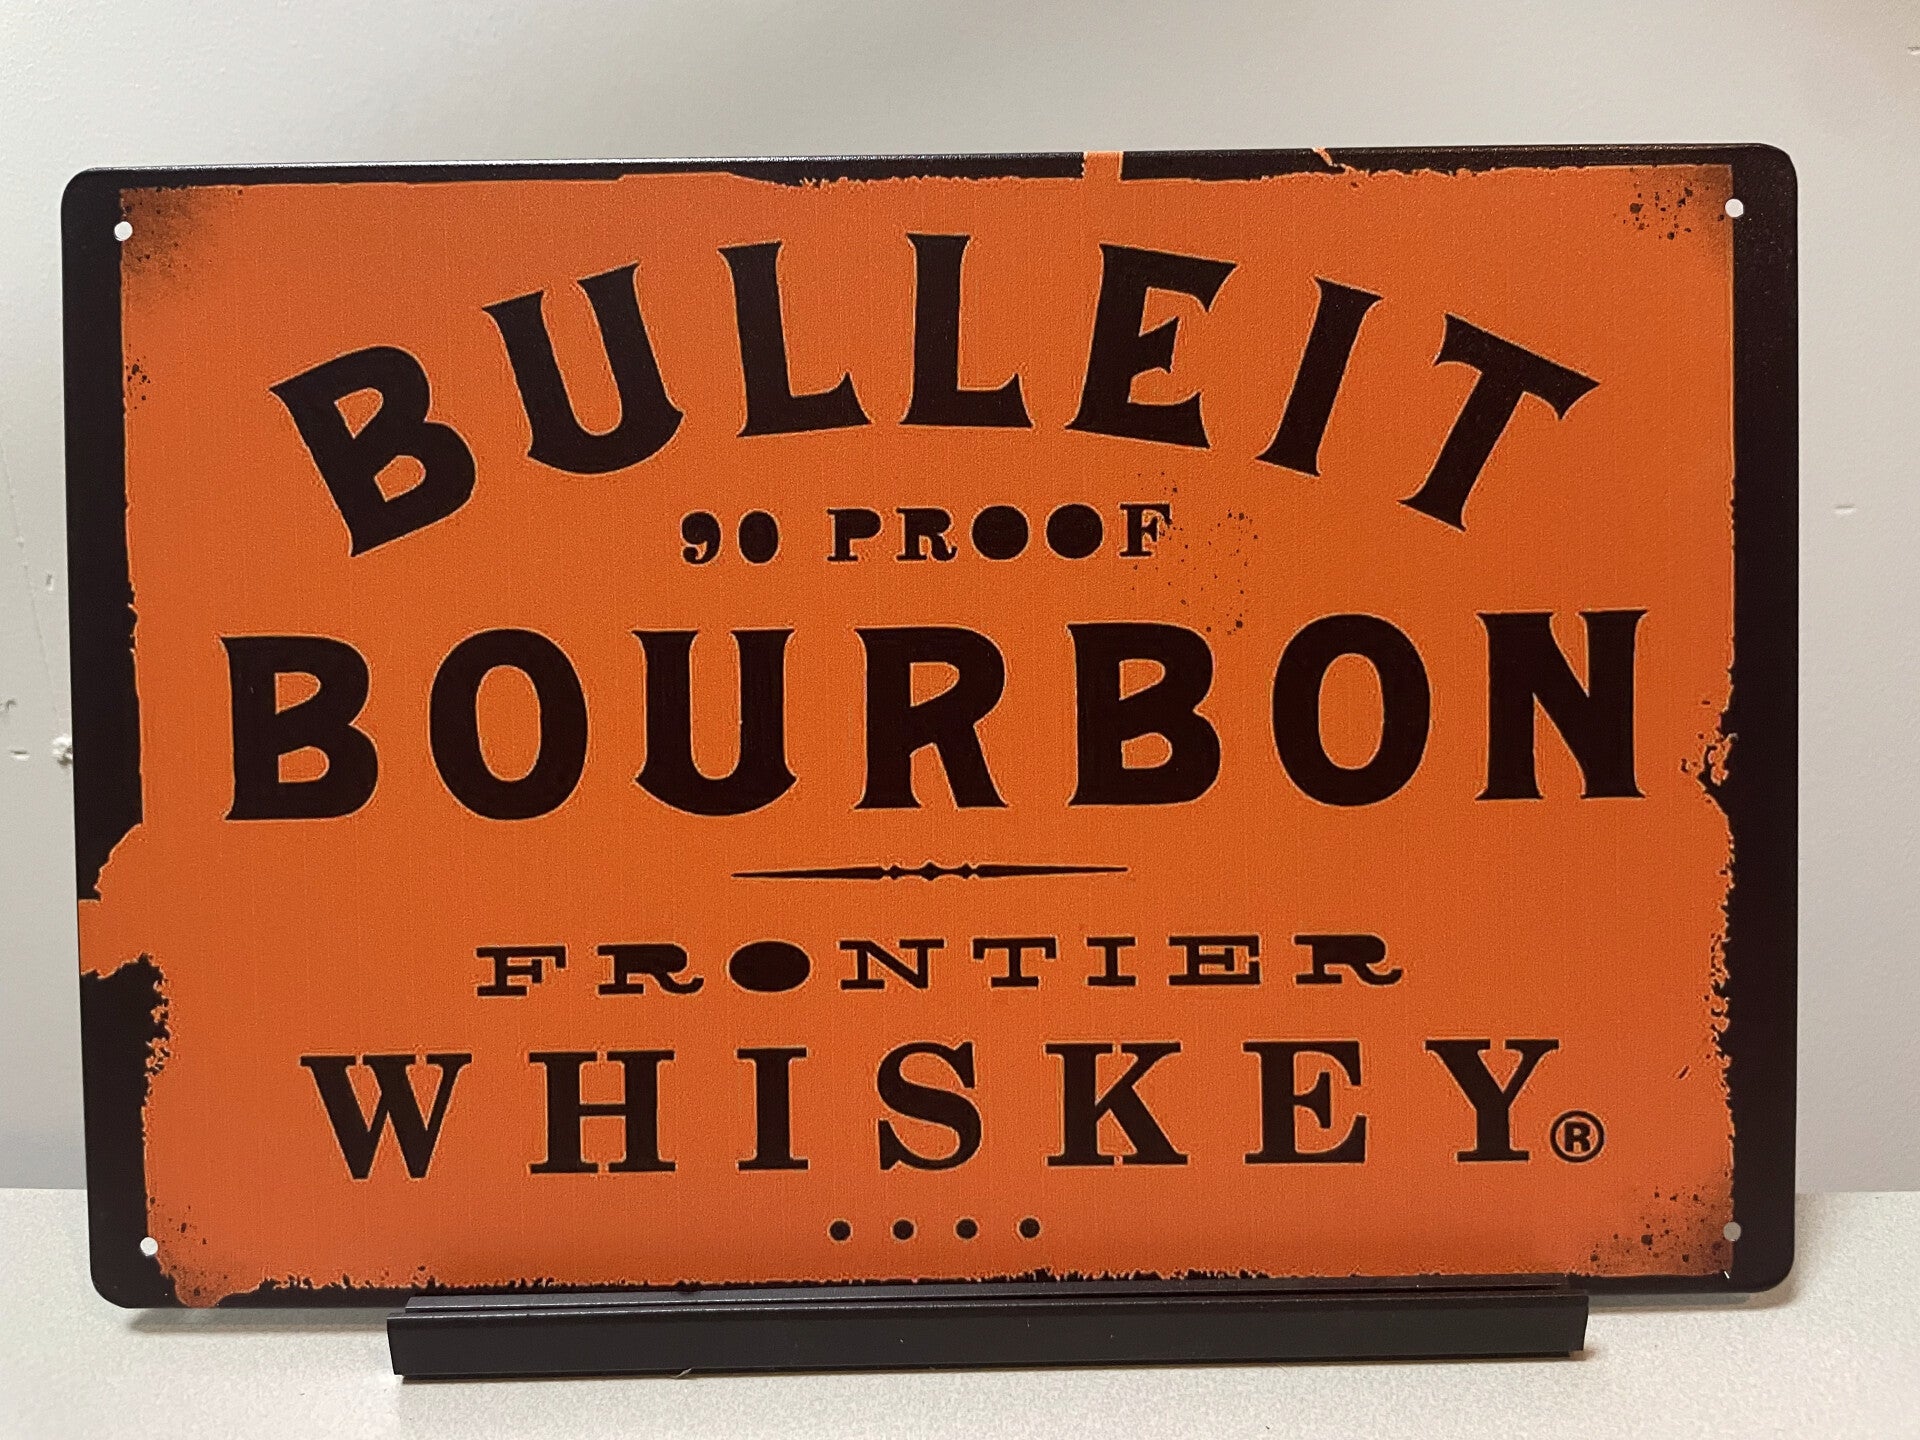 BULLEIT
90 PROOF
BOURBON
FRONTIER
WHISKEY®